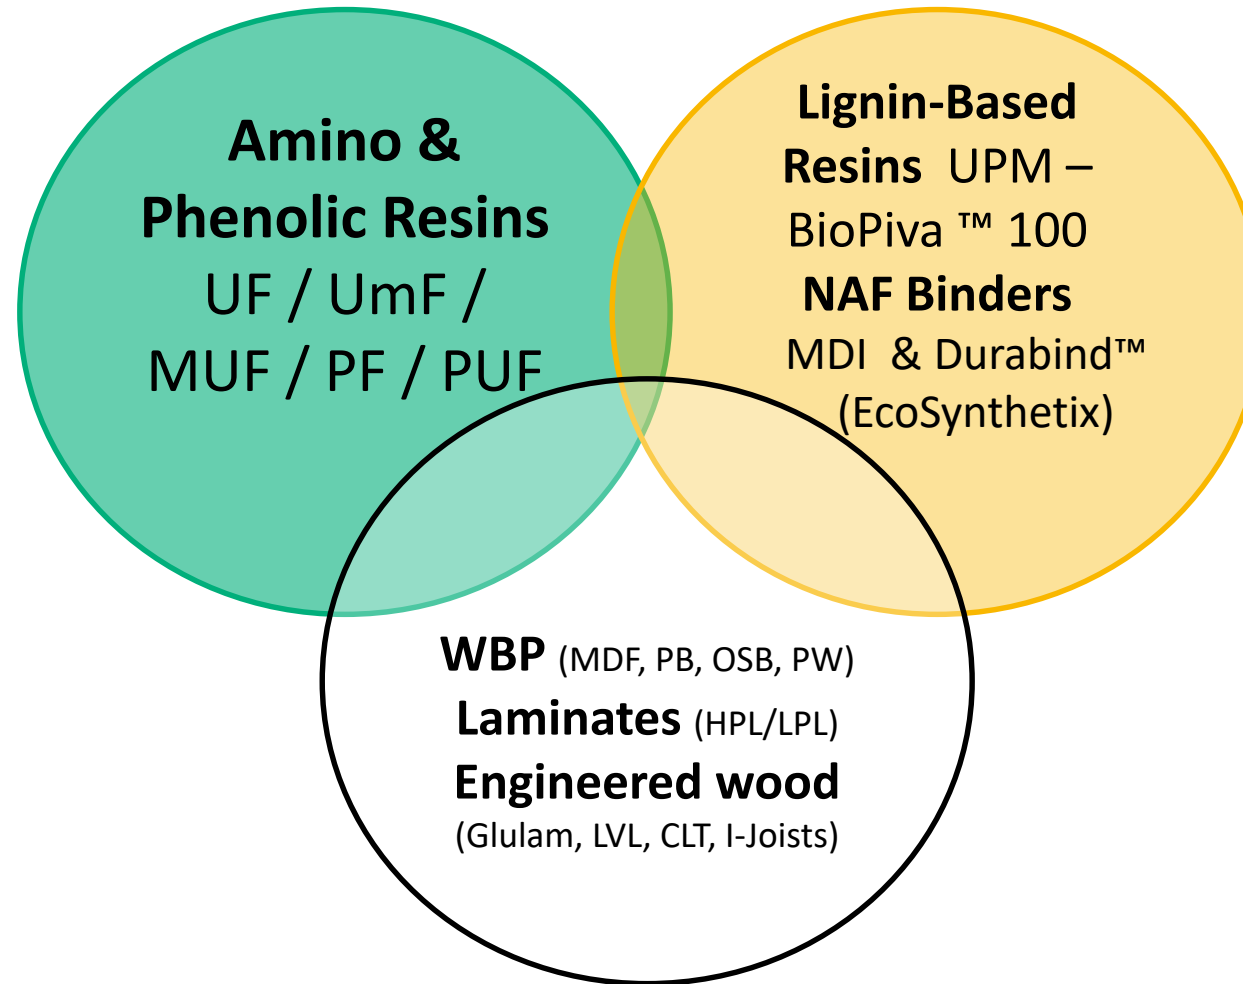 Amino &
Phenolic Resins
UF / UmF /
MUF / PF / PUF
Lignin-Based
Resins UPM –
BioPiva ™ 100
NAF Binders
MDI & Durabind™
(EcoSynthetix)
WBP (MDF, PB, OSB, PW)
Laminates (HPL/LPL)
Engineered wood
(Glulam, LVL, CLT, I-Joists)